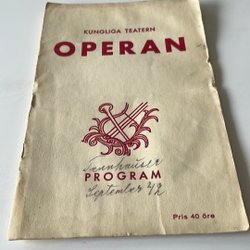 KUNGLIGA TEATERN
OPERAN
Tannhäuser
PROGRAM
September 42
Pris 40 öre